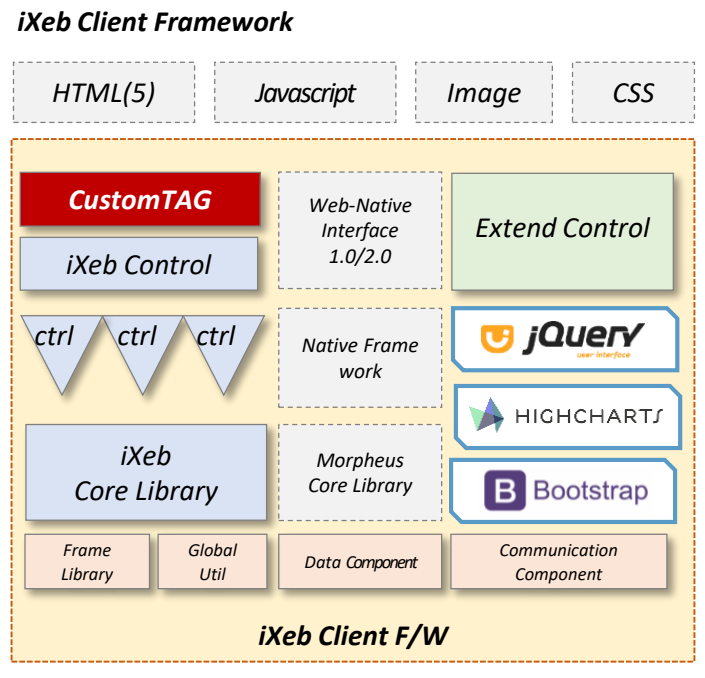 iXeb Client Framework
HTML(5)
Javascript
Image
CSS
CustomTAG
iXeb Control
ctrl
ctrl
ctrl
iXeb
Core Library
Web-Native
Interface
1.0/2.0
Native Frame
work
Morpheus
Core Library
Extend Control
jQuery
user interface
HIGHCHARTS
B Bootstrap
Frame
Library
Global
Util
Data Component
Communication
Component
iXeb Client F/W